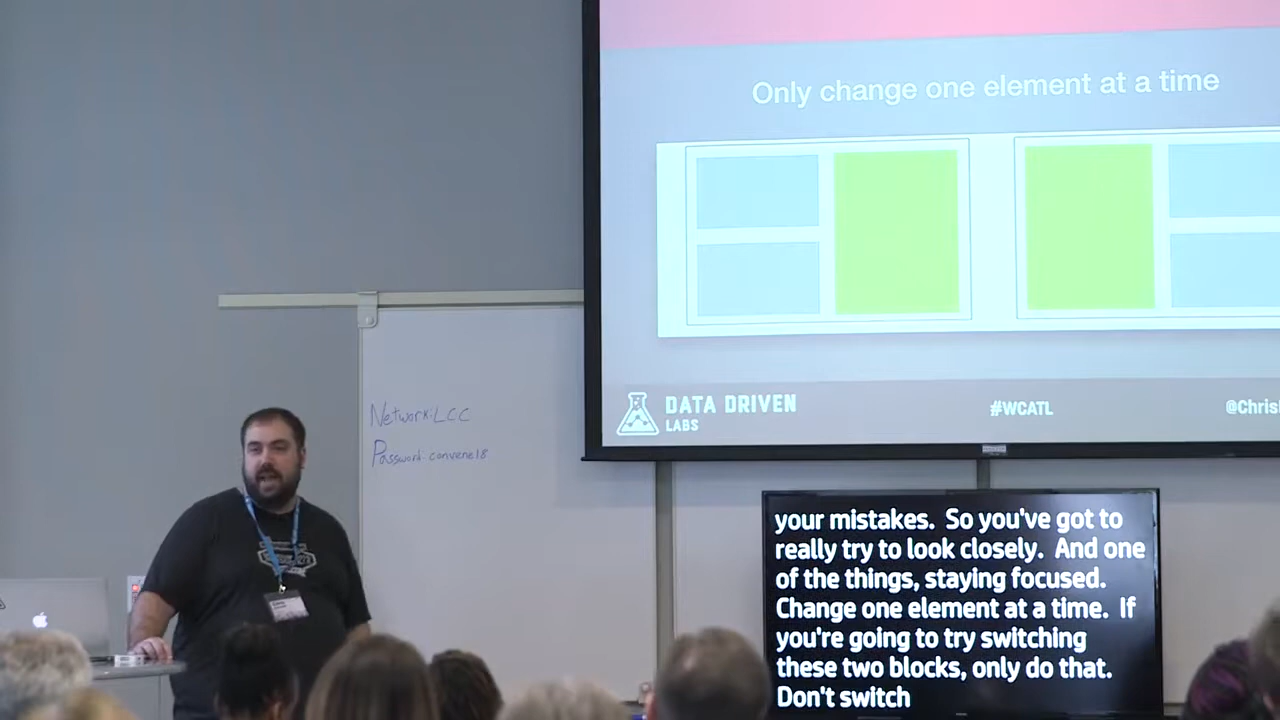 Only change one element at a time
DATA DRIVEN
LABS
#WCATL
@Chris
Network: LCC
Password: convene18
your mistakes. So you've got to
really try to look closely. And one
of the things, staying focused.
Change one element at a time. If
you're going to try switching
these two blocks, only do that.
Don't switch